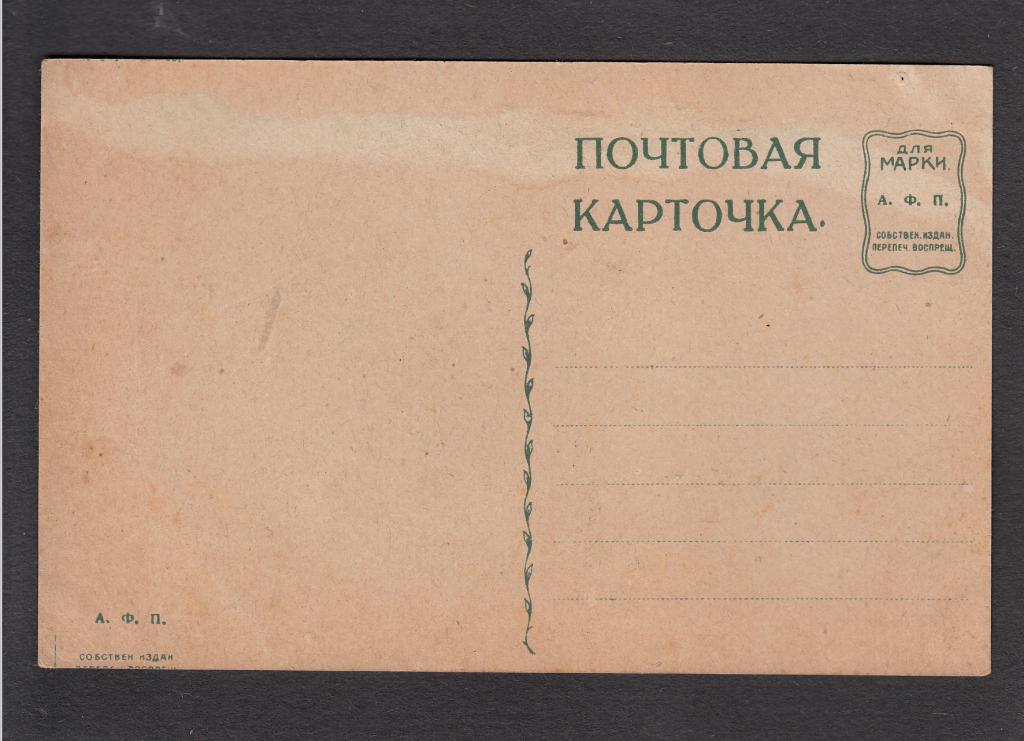 ПОЧТОВАЯ
КАРТОЧКА.
ДЛЯ
МАРКИ.
А. Ф. П.
СОБСТВЕН. ИЗДАН.
ПЕРЕПЕЧ ВОСПРЕЩ.
А. Ф. П.
СОБСТВЕН ИЗДАН